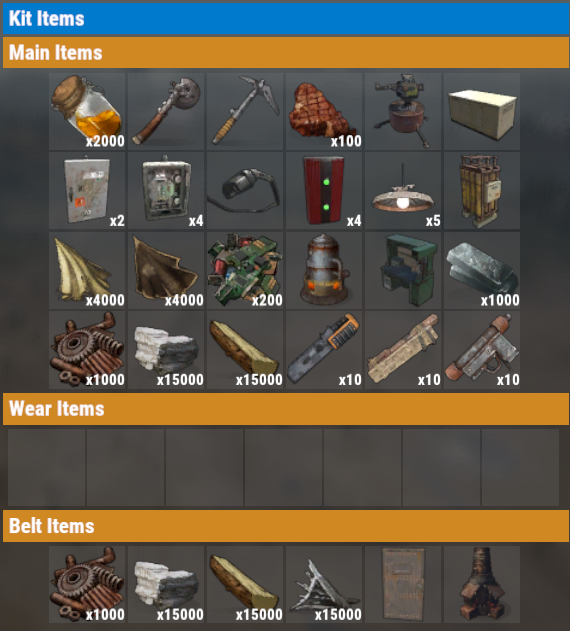 Kit Items
Main Items
x2000 x100
x2 x4 x4 x5
x4000 x4000 x200 x1000
x1000 x15000 x15000 x10 x10 x10
Wear Items
Belt Items
x1000 x15000 x15000 x15000